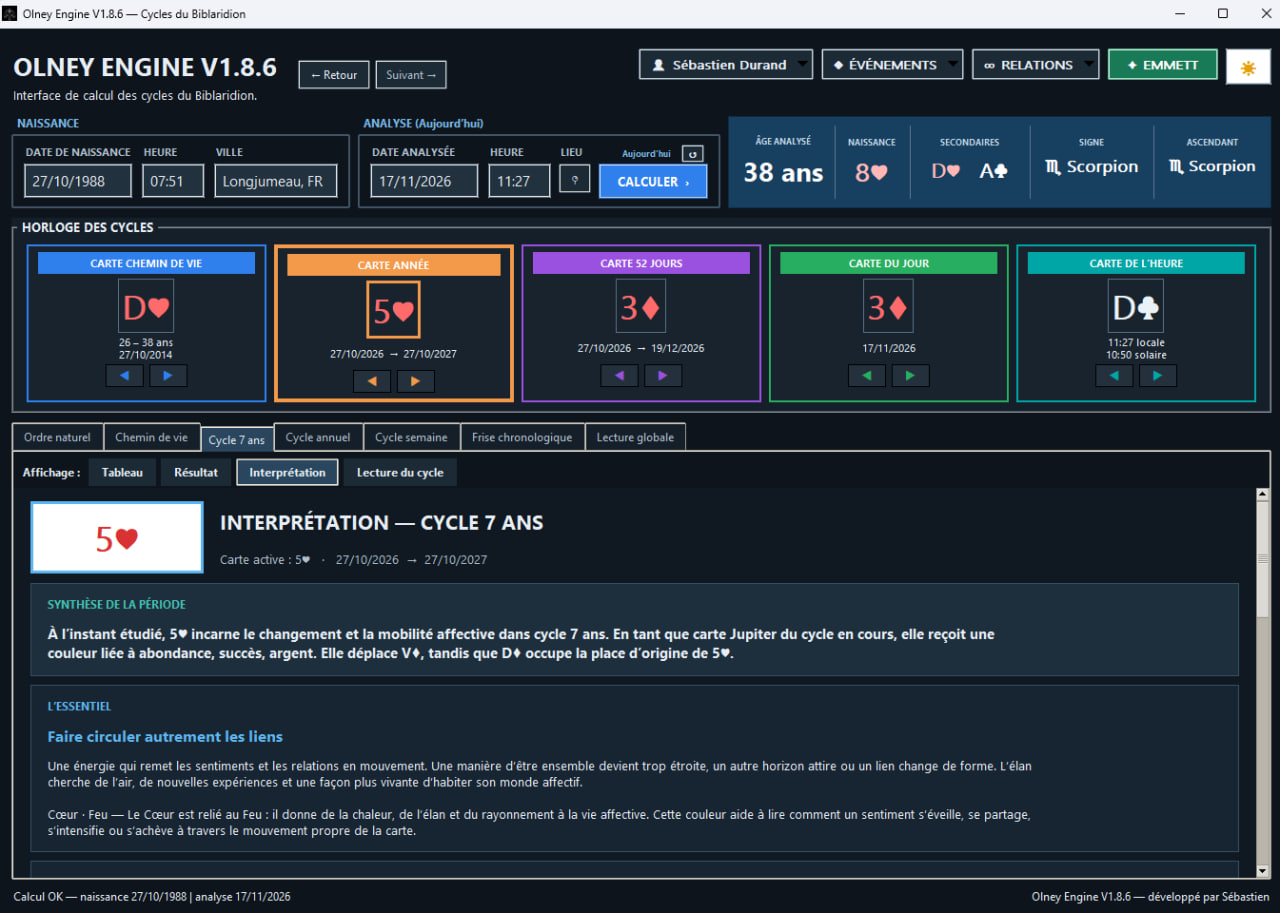 Olney Engine V1.8.6 — Cycles du Biblaridion
OLNEY ENGINE V1.8.6
← Retour
Suivant →
Sébastien Durand
◆ ÉVÉNEMENTS
∞ RELATIONS
✦ EMMETT
Interface de calcul des cycles du Biblaridion.
NAISSANCE
DATE DE NAISSANCE HEURE VILLE
27/10/1988 07:51 Longjumeau, FR
ANALYSE (Aujourd'hui)
DATE ANALYSÉE HEURE LIEU Aujourd'hui ↺
17/11/2026 11:27 ? CALCULER ›
ÂGE ANALYSÉ NAISSANCE SECONDAIRES SIGNE ASCENDANT
38 ans 8♥ D♥ A♣ ♏ Scorpion ♏ Scorpion
HORLOGE DES CYCLES
CARTE CHEMIN DE VIE
D♥
26 – 38 ans
27/10/2014
◀ ▶
CARTE ANNÉE
5♥
27/10/2026 → 27/10/2027
◀ ▶
CARTE 52 JOURS
3♦
27/10/2026 → 19/12/2026
◀ ▶
CARTE DU JOUR
3♦
17/11/2026
◀ ▶
CARTE DE L'HEURE
D♣
11:27 locale
10:50 solaire
◀ ▶
Ordre naturel Chemin de vie Cycle 7 ans Cycle annuel Cycle semaine Frise chronologique Lecture globale
Affichage : Tableau Résultat Interprétation Lecture du cycle
5♥
INTERPRÉTATION — CYCLE 7 ANS
Carte active : 5♥ · 27/10/2026 → 27/10/2027
SYNTHÈSE DE LA PÉRIODE
À l'instant étudié, 5♥ incarne le changement et la mobilité affective dans cycle 7 ans. En tant que carte Jupiter du cycle en cours, elle reçoit une
couleur liée à abondance, succès, argent. Elle déplace V♦, tandis que D♦ occupe la place d'origine de 5♥.
L'ESSENTIEL
Faire circuler autrement les liens
Une énergie qui remet les sentiments et les relations en mouvement. Une manière d'être ensemble devient trop étroite, un autre horizon attire ou un lien change de forme. L'élan
cherche de l'air, de nouvelles expériences et une façon plus vivante d'habiter son monde affectif.
Cœur · Feu — Le Cœur est relié au Feu : il donne de la chaleur, de l'élan et du rayonnement à la vie affective. Cette couleur aide à lire comment un sentiment s'éveille, se partage,
s'intensifie ou s'achève à travers le mouvement propre de la carte.
Calcul OK — naissance 27/10/1988 | analyse 17/11/2026
Olney Engine V1.8.6 — développé par Sébastien